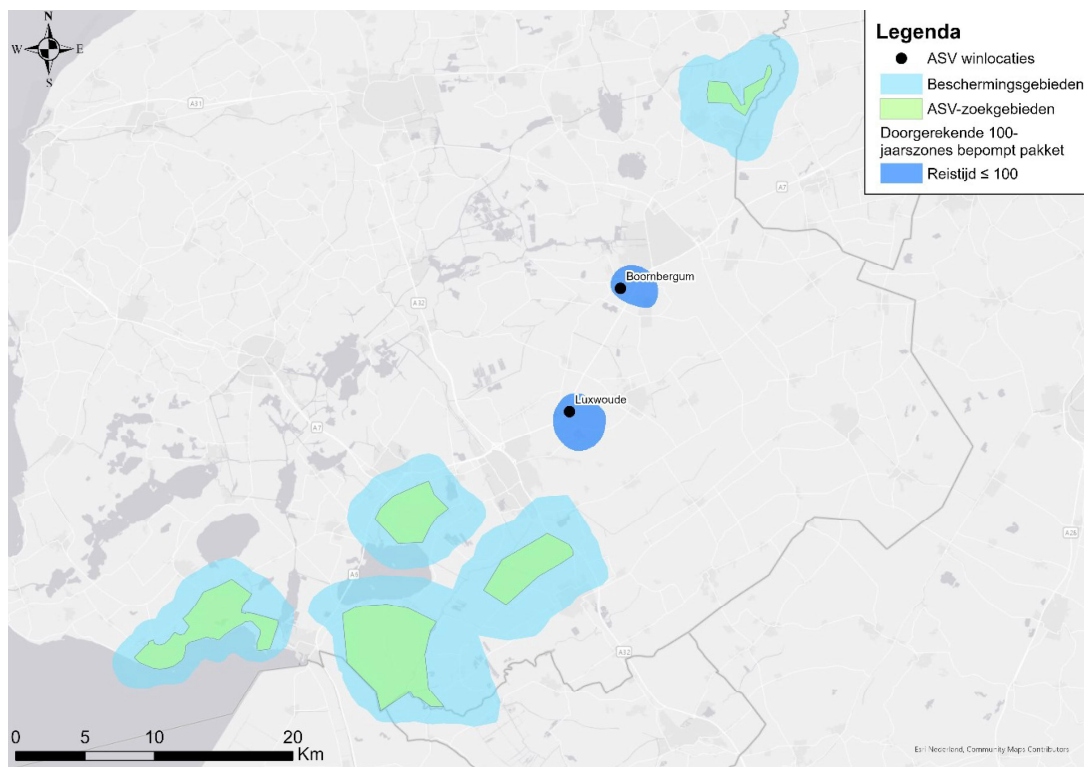 N
W E
S
Legenda
ASV winlocaties
Beschermingsgebieden
ASV-zoekgebieden
Doorgerekende 100-
jaarszones bepompt pakket
Reistijd ≤ 100
A31
A7
Boornbergum
A32
Luxwoude
A7
A28
A6
A32
0 5 10 20
Km
Esri Nederland, Community Maps Contributors